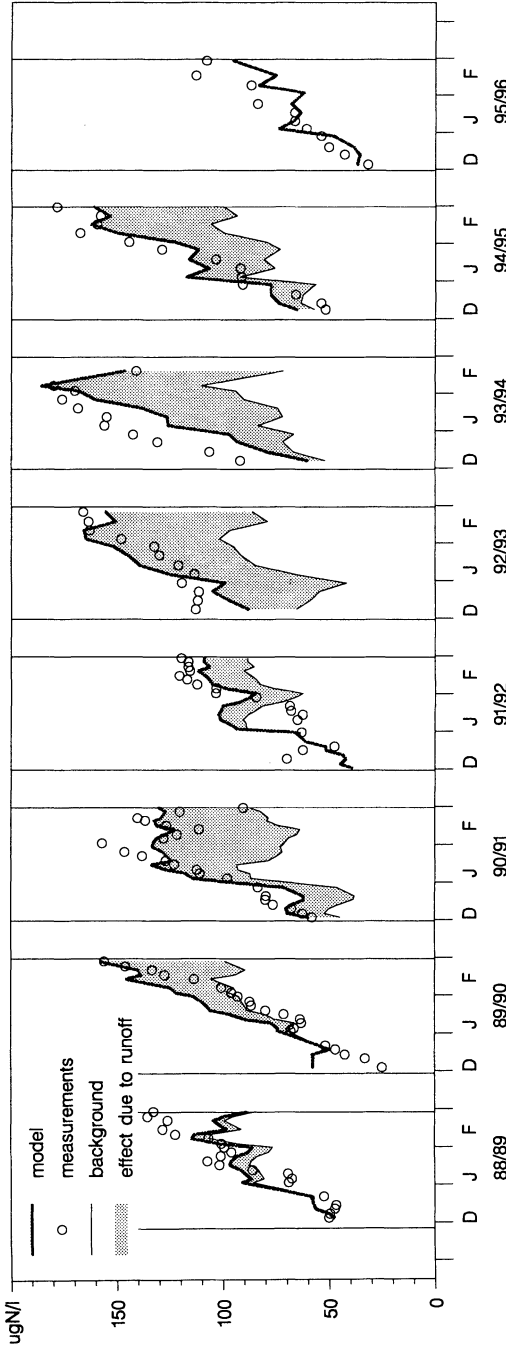 ugN/l
150
100
50
0
model
measurements
background
effect due to runoff
D J F
88/89
D J F
89/90
D J F
90/91
D J F
91/92
D J F
92/93
D J F
93/94
D J F
94/95
D J F
95/96